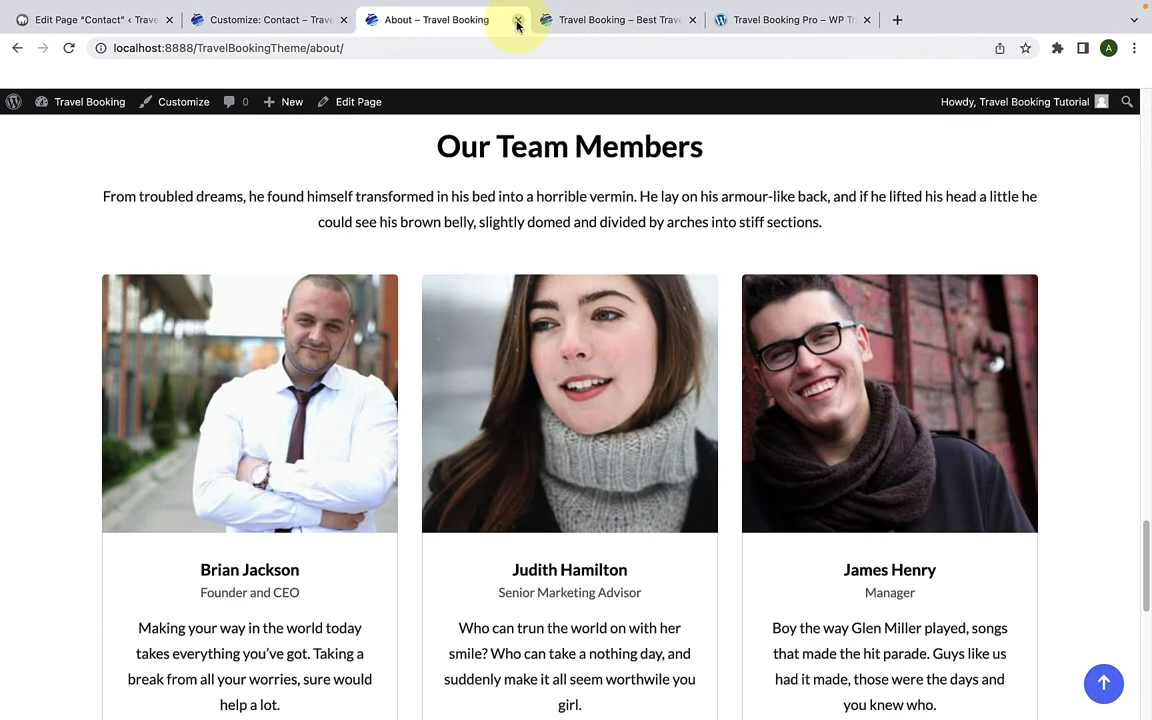 Edit Page "Contact" ‹ Trave
Customize: Contact – Trave
About – Travel Booking
Travel Booking – Best Trave
Travel Booking Pro – WP Tr
localhost:8888/TravelBookingTheme/about/
A
Travel Booking
Customize
0
New
Edit Page
Howdy, Travel Booking Tutorial
Our Team Members
From troubled dreams, he found himself transformed in his bed into a horrible vermin. He lay on his armour-like back, and if he lifted his head a little he
could see his brown belly, slightly domed and divided by arches into stiff sections.
Brian Jackson
Founder and CEO
Making your way in the world today
takes everything you've got. Taking a
break from all your worries, sure would
help a lot.
Judith Hamilton
Senior Marketing Advisor
Who can trun the world on with her
smile? Who can take a nothing day, and
suddenly make it all seem worthwile you
girl.
James Henry
Manager
Boy the way Glen Miller played, songs
that made the hit parade. Guys like us
had it made, those were the days and
you knew who.